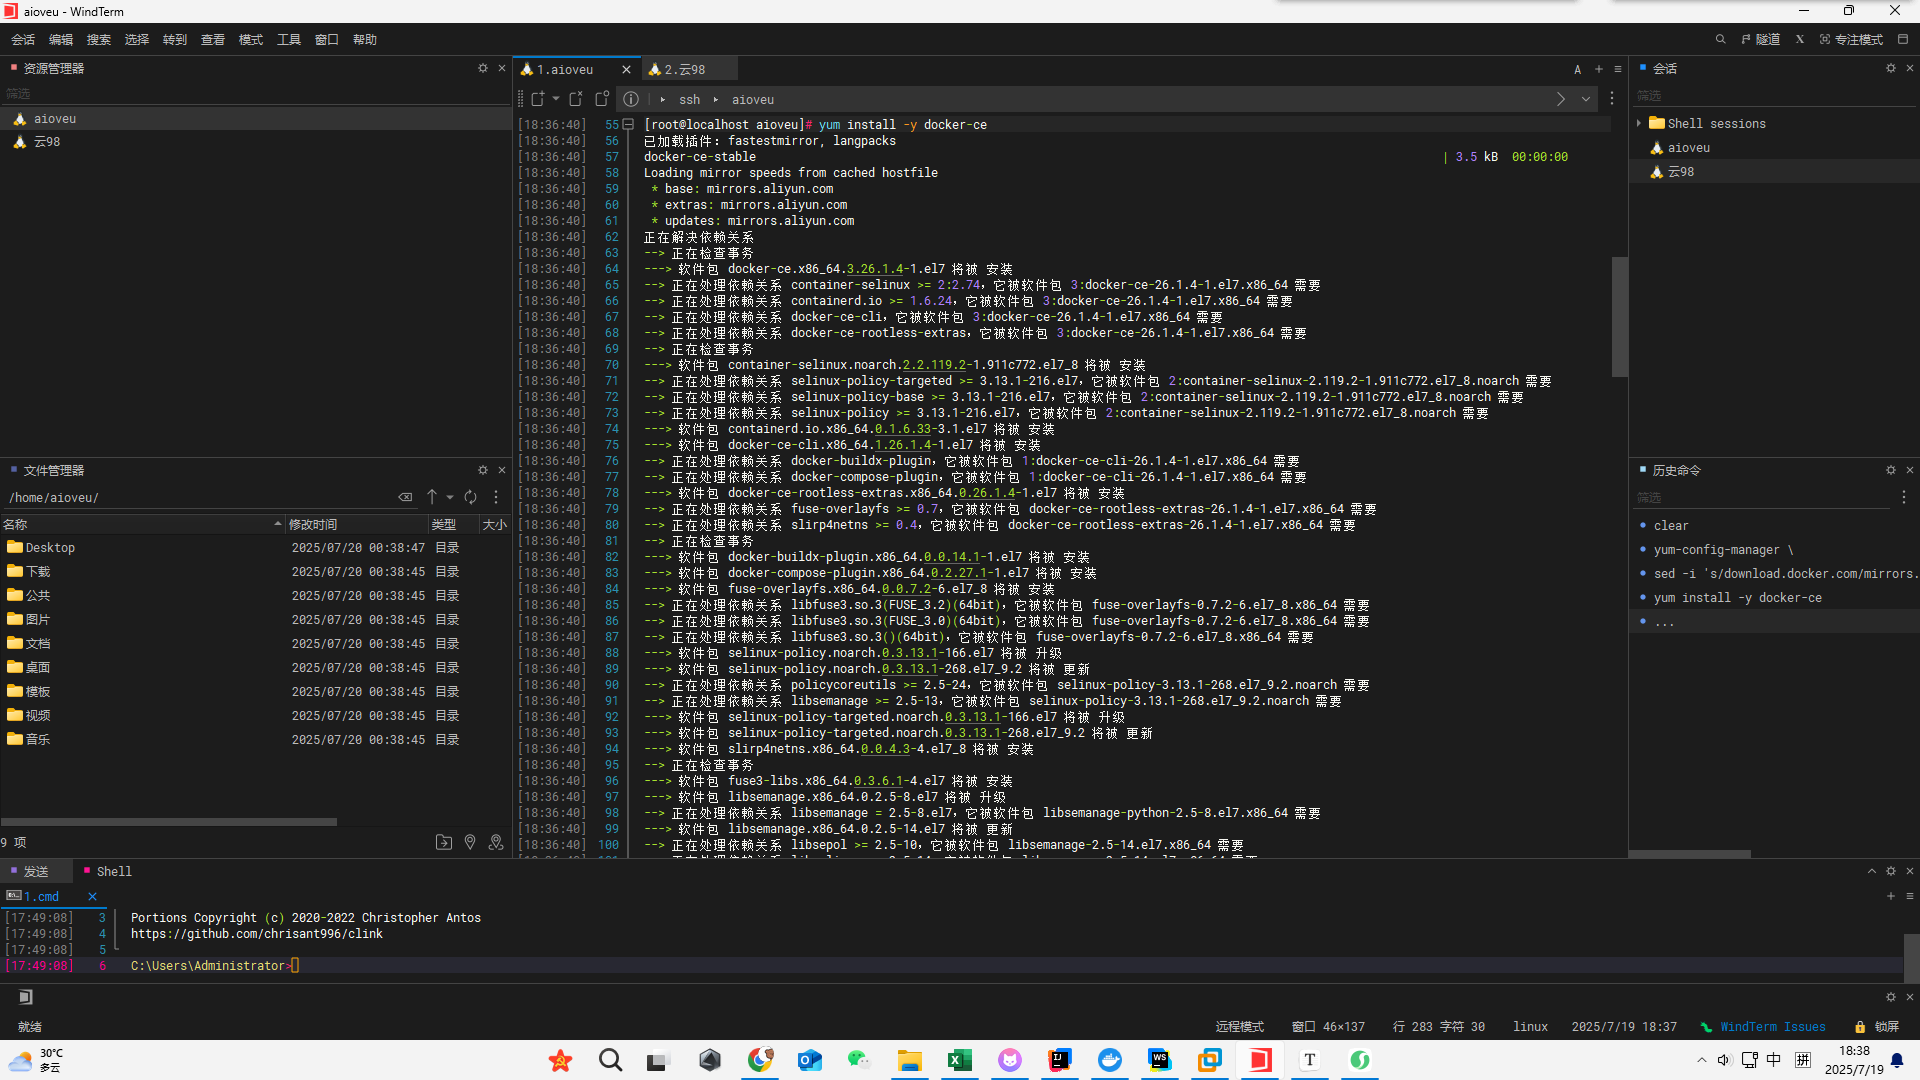 aioveu - WindTerm
会话 编辑 搜索 选择 转到 查看 模式 工具 窗口 帮助
隧道 X 专注模式
资源管理器
筛选
aioveu
云98
文件管理器
/home/aioveu/
名称 修改时间 类型 大小
Desktop 2025/07/20 00:38:47 目录
下载 2025/07/20 00:38:45 目录
公共 2025/07/20 00:38:45 目录
图片 2025/07/20 00:38:45 目录
文档 2025/07/20 00:38:45 目录
桌面 2025/07/20 00:38:45 目录
模板 2025/07/20 00:38:45 目录
视频 2025/07/20 00:38:45 目录
音乐 2025/07/20 00:38:45 目录
9 项
1.aioveu 2.云98 A
ssh aioveu
[18:36:40] 55 [root@localhost aioveu]# yum install -y docker-ce
[18:36:40] 56 已加载插件：fastestmirror, langpacks
[18:36:40] 57 docker-ce-stable | 3.5 kB 00:00:00
[18:36:40] 58 Loading mirror speeds from cached hostfile
[18:36:40] 59 * base: mirrors.aliyun.com
[18:36:40] 60 * extras: mirrors.aliyun.com
[18:36:40] 61 * updates: mirrors.aliyun.com
[18:36:40] 62 正在解决依赖关系
[18:36:40] 63 --> 正在检查事务
[18:36:40] 64 ---> 软件包 docker-ce.x86_64.3.26.1.4-1.el7 将被 安装
[18:36:40] 65 --> 正在处理依赖关系 container-selinux >= 2:2.74，它被软件包 3:docker-ce-26.1.4-1.el7.x86_64 需要
[18:36:40] 66 --> 正在处理依赖关系 containerd.io >= 1.6.24，它被软件包 3:docker-ce-26.1.4-1.el7.x86_64 需要
[18:36:40] 67 --> 正在处理依赖关系 docker-ce-cli，它被软件包 3:docker-ce-26.1.4-1.el7.x86_64 需要
[18:36:40] 68 --> 正在处理依赖关系 docker-ce-rootless-extras，它被软件包 3:docker-ce-26.1.4-1.el7.x86_64 需要
[18:36:40] 69 --> 正在检查事务
[18:36:40] 70 ---> 软件包 container-selinux.noarch.2.2.119.2-1.911c772.el7_8 将被 安装
[18:36:40] 71 --> 正在处理依赖关系 selinux-policy-targeted >= 3.13.1-216.el7，它被软件包 2:container-selinux-2.119.2-1.911c772.el7_8.noarch 需要
[18:36:40] 72 --> 正在处理依赖关系 selinux-policy-base >= 3.13.1-216.el7，它被软件包 2:container-selinux-2.119.2-1.911c772.el7_8.noarch 需要
[18:36:40] 73 --> 正在处理依赖关系 selinux-policy >= 3.13.1-216.el7，它被软件包 2:container-selinux-2.119.2-1.911c772.el7_8.noarch 需要
[18:36:40] 74 ---> 软件包 containerd.io.x86_64.0.1.6.33-3.1.el7 将被 安装
[18:36:40] 75 ---> 软件包 docker-ce-cli.x86_64.1.26.1.4-1.el7 将被 安装
[18:36:40] 76 --> 正在处理依赖关系 docker-buildx-plugin，它被软件包 1:docker-ce-cli-26.1.4-1.el7.x86_64 需要
[18:36:40] 77 --> 正在处理依赖关系 docker-compose-plugin，它被软件包 1:docker-ce-cli-26.1.4-1.el7.x86_64 需要
[18:36:40] 78 ---> 软件包 docker-ce-rootless-extras.x86_64.0.26.1.4-1.el7 将被 安装
[18:36:40] 79 --> 正在处理依赖关系 fuse-overlayfs >= 0.7，它被软件包 docker-ce-rootless-extras-26.1.4-1.el7.x86_64 需要
[18:36:40] 80 --> 正在处理依赖关系 slirp4netns >= 0.4，它被软件包 docker-ce-rootless-extras-26.1.4-1.el7.x86_64 需要
[18:36:40] 81 --> 正在检查事务
[18:36:40] 82 ---> 软件包 docker-buildx-plugin.x86_64.0.0.14.1-1.el7 将被 安装
[18:36:40] 83 ---> 软件包 docker-compose-plugin.x86_64.0.2.27.1-1.el7 将被 安装
[18:36:40] 84 ---> 软件包 fuse-overlayfs.x86_64.0.0.7.2-6.el7_8 将被 安装
[18:36:40] 85 --> 正在处理依赖关系 libfuse3.so.3(FUSE_3.2)(64bit)，它被软件包 fuse-overlayfs-0.7.2-6.el7_8.x86_64 需要
[18:36:40] 86 --> 正在处理依赖关系 libfuse3.so.3(FUSE_3.0)(64bit)，它被软件包 fuse-overlayfs-0.7.2-6.el7_8.x86_64 需要
[18:36:40] 87 --> 正在处理依赖关系 libfuse3.so.3()(64bit)，它被软件包 fuse-overlayfs-0.7.2-6.el7_8.x86_64 需要
[18:36:40] 88 ---> 软件包 selinux-policy.noarch.0.3.13.1-166.el7 将被 升级
[18:36:40] 89 ---> 软件包 selinux-policy.noarch.0.3.13.1-268.el7_9.2 将被 更新
[18:36:40] 90 --> 正在处理依赖关系 policycoreutils >= 2.5-24，它被软件包 selinux-policy-3.13.1-268.el7_9.2.noarch 需要
[18:36:40] 91 --> 正在处理依赖关系 libsemanage >= 2.5-13，它被软件包 selinux-policy-3.13.1-268.el7_9.2.noarch 需要
[18:36:40] 92 ---> 软件包 selinux-policy-targeted.noarch.0.3.13.1-166.el7 将被 升级
[18:36:40] 93 ---> 软件包 selinux-policy-targeted.noarch.0.3.13.1-268.el7_9.2 将被 更新
[18:36:40] 94 ---> 软件包 slirp4netns.x86_64.0.0.4.3-4.el7_8 将被 安装
[18:36:40] 95 --> 正在检查事务
[18:36:40] 96 ---> 软件包 fuse3-libs.x86_64.0.3.6.1-4.el7 将被 安装
[18:36:40] 97 ---> 软件包 libsemanage.x86_64.0.2.5-8.el7 将被 升级
[18:36:40] 98 --> 正在处理依赖关系 libsemanage = 2.5-8.el7，它被软件包 libsemanage-python-2.5-8.el7.x86_64 需要
[18:36:40] 99 ---> 软件包 libsemanage.x86_64.0.2.5-14.el7 将被 更新
[18:36:40] 100 --> 正在处理依赖关系 libsepol >= 2.5-10，它被软件包 libsemanage-2.5-14.el7.x86_64 需要
会话
筛选
Shell sessions
aioveu
云98
历史命令
筛选
clear
yum-config-manager \
sed -i 's/download.docker.com/mirrors.
yum install -y docker-ce
...
发送 Shell
1.cmd
[17:49:08] 3 Portions Copyright (c) 2020-2022 Christopher Antos
[17:49:08] 4 https://github.com/chrisant996/clink
[17:49:08] 5
[17:49:08] 6 C:\Users\Administrator>
就绪 远程模式 窗口 46×137 行 283 字符 30 linux 2025/7/19 18:37 WindTerm Issues 锁屏
30°C
多云
IJ WS T
中 拼
18:38
2025/7/19